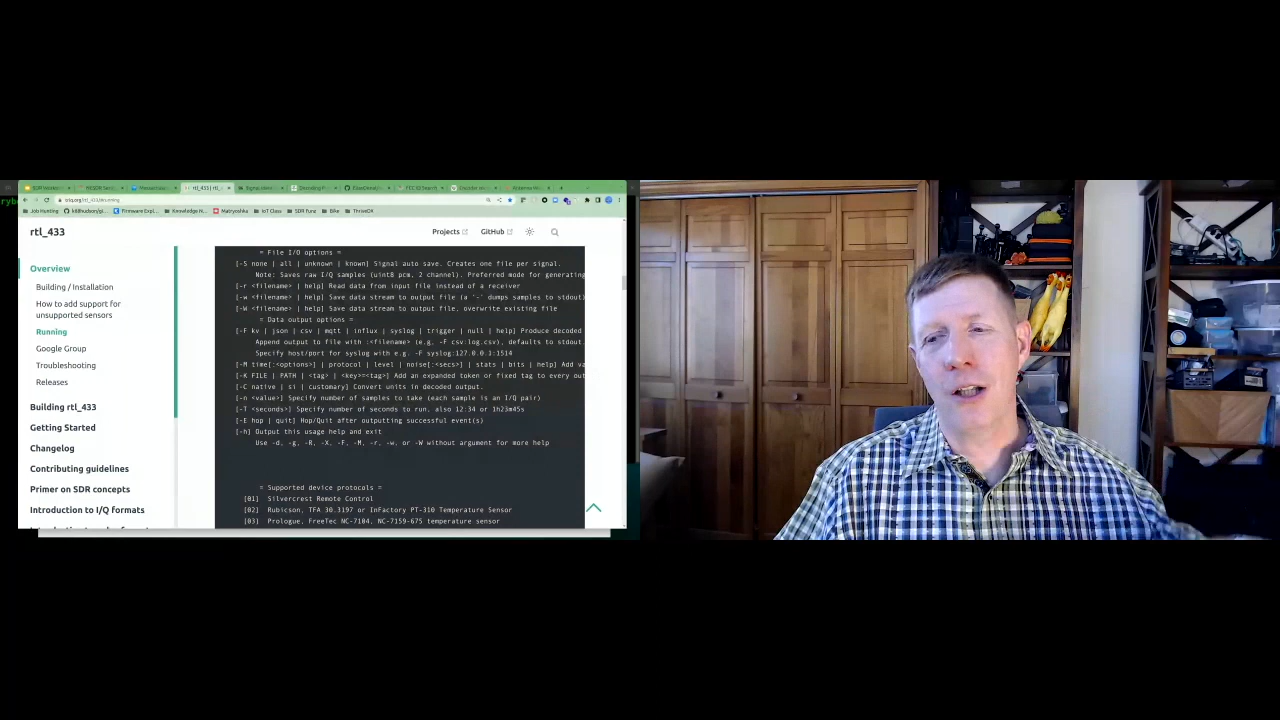 rtl_433
Projects
GitHub
Overview
Building / Installation
How to add support for
unsupported sensors
Running
Google Group
Troubleshooting
Releases
Building rtl_433
Getting Started
Changelog
Contributing guidelines
Primer on SDR concepts
Introduction to I/Q formats
= File I/O options =
[-S none | all | unknown | known] Signal auto save. Creates one file per signal.
Note: Saves raw I/Q samples (uint8 pcm, 2 channel). Preferred mode for generating
[-r <filename> | help] Read data from input file instead of a receiver
[-w <filename> | help] Save data stream to output file (a '-' dumps samples to stdout)
[-W <filename> | help] Save data stream to output file, overwrite existing file
= Data output options =
[-F kv | json | csv | mqtt | influx | syslog | trigger | null | help] Produce decoded
Append output to file with :<filename> (e.g. -F csv:log.csv), defaults to stdout.
Specify host/port for syslog with e.g. -F syslog:127.0.0.1:1514
[-M time[:<options>] | protocol | level | noise[:<secs>] | stats | bits | help] Add va
[-K FILE | PATH | <tag> | <key>=<tag>] Add an expanded token or fixed tag to every out
[-C native | si | customary] Convert units in decoded output.
[-n <value>] Specify number of samples to take (each sample is an I/Q pair)
[-T <seconds>] Specify number of seconds to run, also 12:34 or 1h23m45s
[-E hop | quit] Hop/Quit after outputting successful event(s)
[-h] Output this usage help and exit
Use -d, -g, -R, -X, -F, -M, -r, -w, or -W without argument for more help
= Supported device protocols =
[01] Silvercrest Remote Control
[02] Rubicson, TFA 30.3197 or InFactory PT-310 Temperature Sensor
[03] Prologue, FreeTec NC-7104, NC-7159-675 temperature sensor